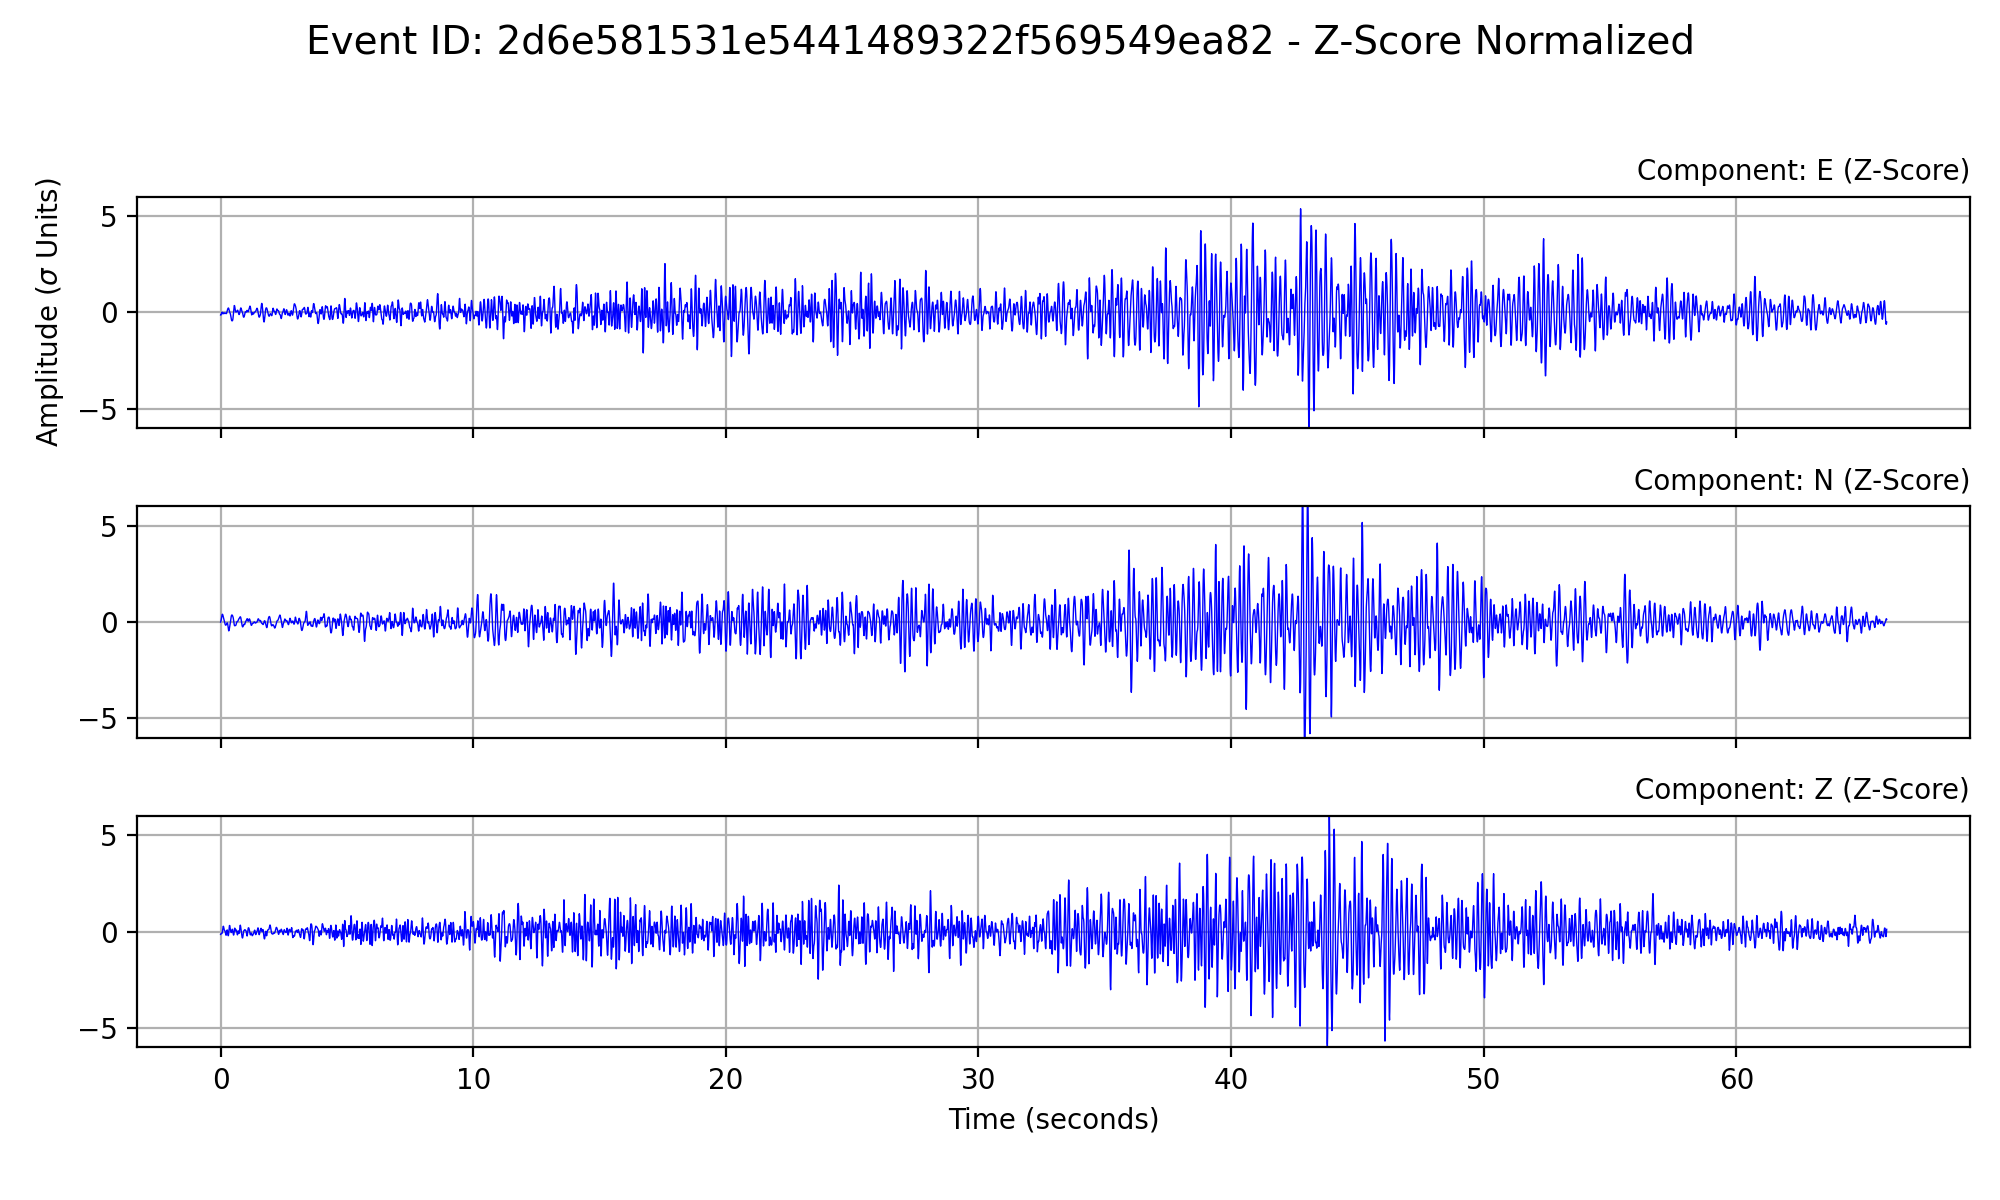 Event ID: 2d6e581531e5441489322f569549ea82 - Z-Score Normalized
Component: E (Z-Score)
Amplitude (σ Units)
5
0
−5
Component: N (Z-Score)
5
0
−5
Component: Z (Z-Score)
5
0
−5
0 10 20 30 40 50 60
Time (seconds)